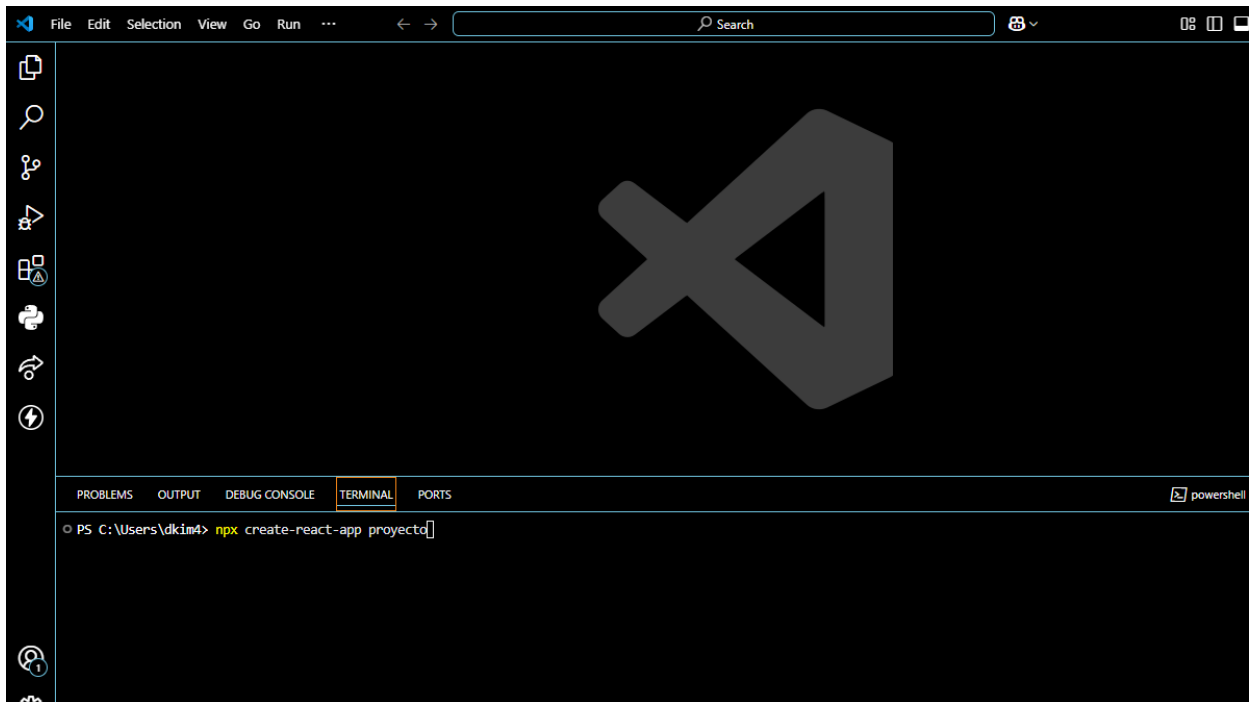 File Edit Selection View Go Run ··· Search
PROBLEMS OUTPUT DEBUG CONSOLE TERMINAL PORTS powershell
PS C:\Users\dkim4> npx create-react-app proyecto
1